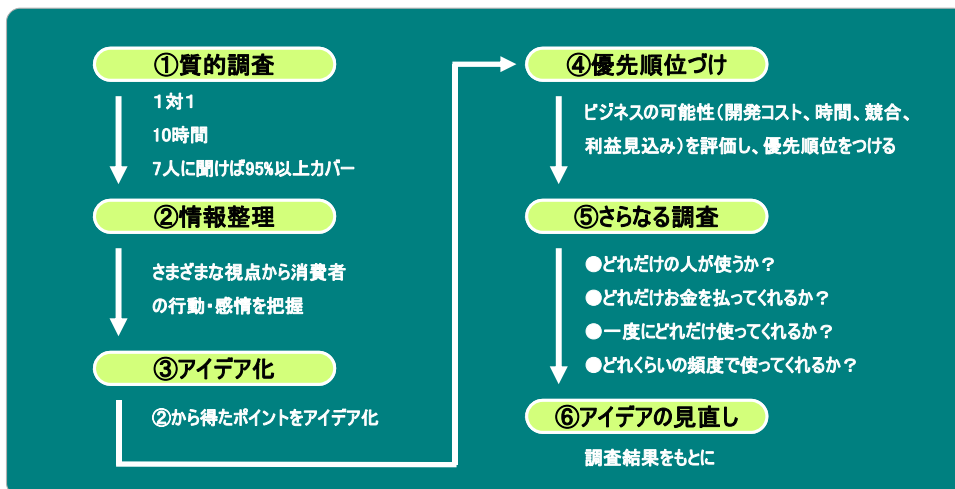 ①質的調査
1対1
10時間
7人に聞けば95%以上カバー
②情報整理
さまざまな視点から消費者
の行動・感情を把握
③アイデア化
②から得たポイントをアイデア化
④優先順位づけ
ビジネスの可能性(開発コスト、時間、競合、
利益見込み)を評価し、優先順位をつける
⑤さらなる調査
●どれだけの人が使うか?
●どれだけお金を払ってくれるか?
●一度にどれだけ使ってくれるか?
●どれくらいの頻度で使ってくれるか?
⑥アイデアの見直し
調査結果をもとに